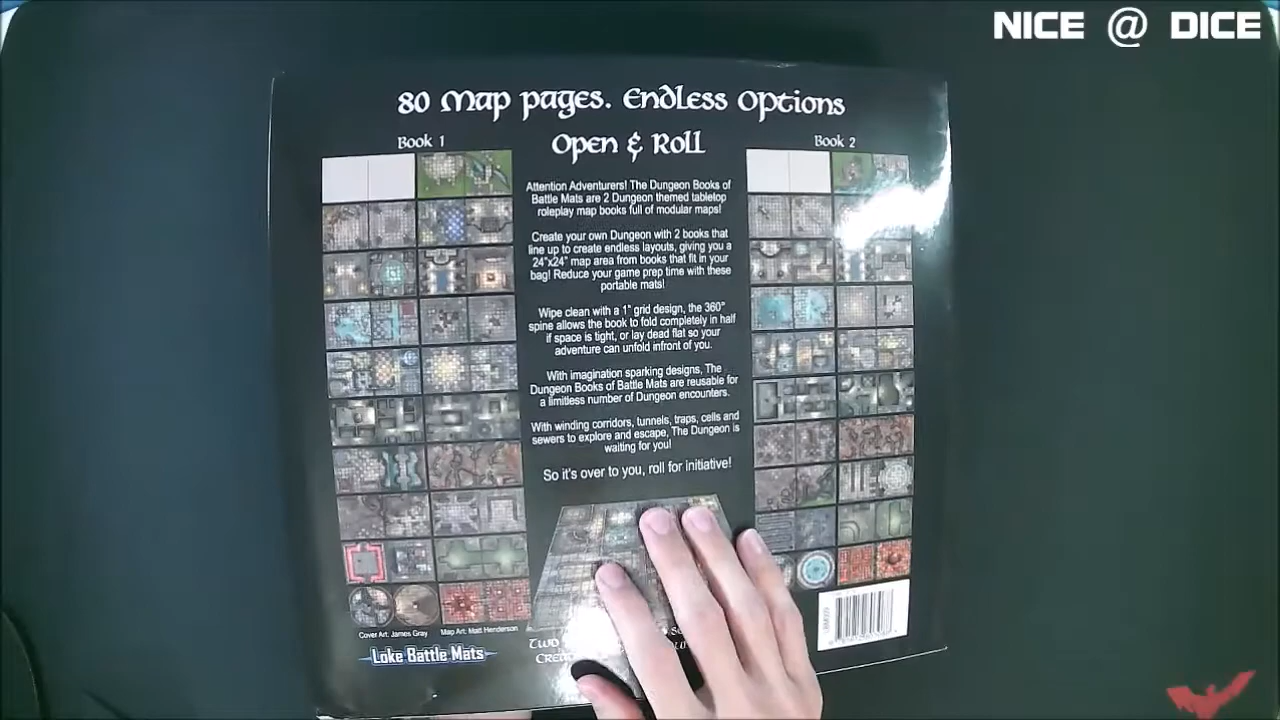 NICE @ DICE
80 Map pages. Endless Options
Book 1
Open & Roll
Book 2
Attention Adventurers! The Dungeon Books of
Battle Mats are 2 Dungeon themed tabletop
roleplay map books full of modular maps!
Create your own Dungeon with 2 books that
line up to create endless layouts, giving you a
24"x24" map area from books that fit in your
bag! Reduce your game prep time with these
portable mats!
Wipe clean with a 1" grid design, the 360°
spine allows the book to fold completely in half
if space is tight, or lay dead flat so your
adventure can unfold infront of you.
With imagination sparking designs, The
Dungeon Books of Battle Mats are reusable for
a limitless number of Dungeon encounters.
With winding corridors, tunnels, traps, cells and
sewers to explore and escape, The Dungeon is
waiting for you!
So it's over to you, roll for initiative!
Cover Art: James Gray
Map Art: Matt Henderson
Loke Battle Mats
Two